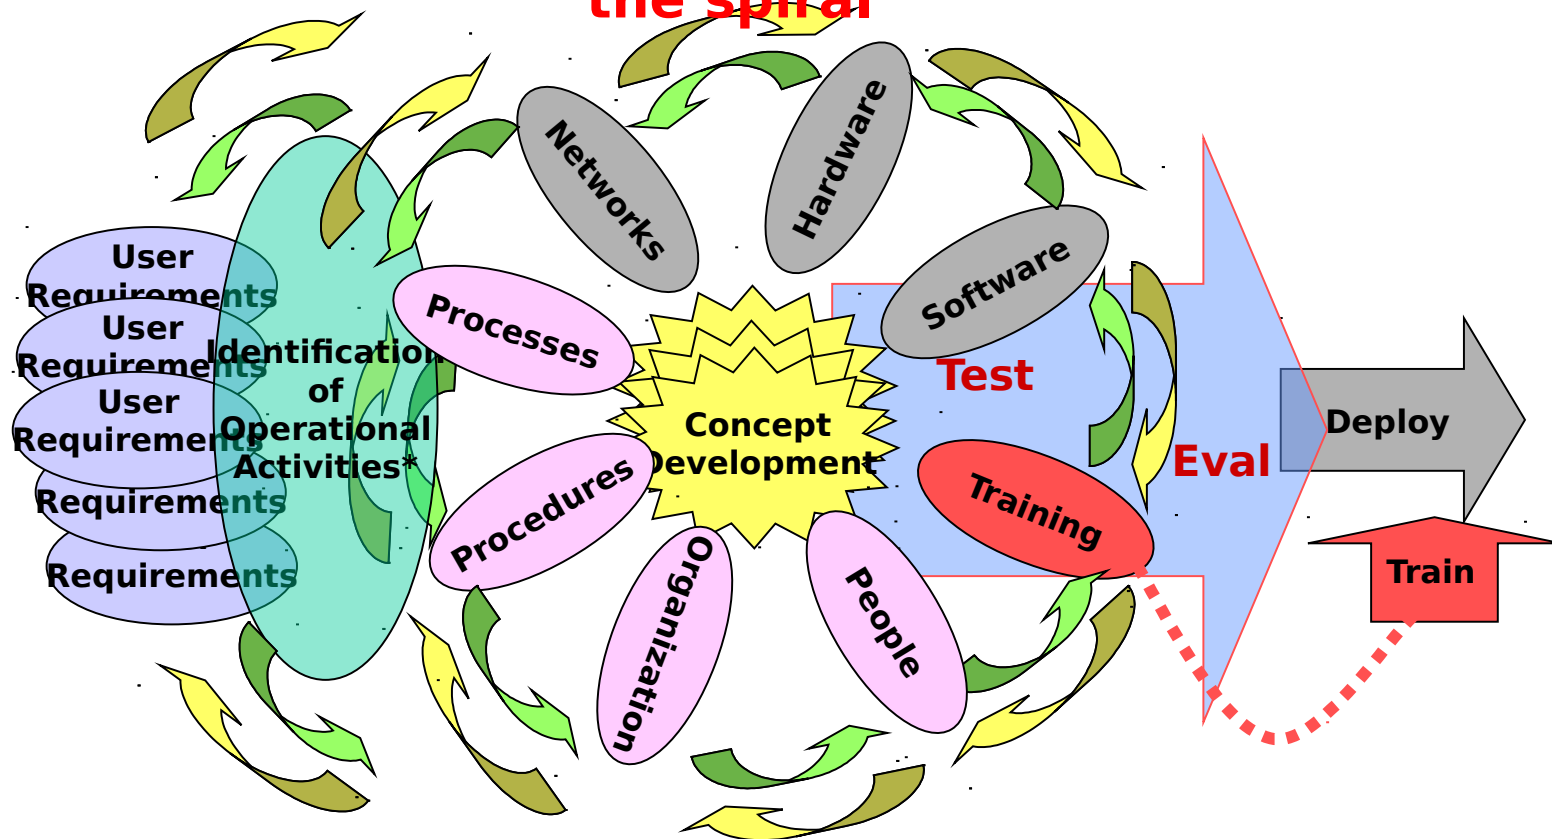 the spiral
Networks
Hardware
Software
User
Requirements
User
Requirements
User
Requirements
Requirements
Requirements
Identification
of
Operational
Activities*
Processes
Procedures
Organization
People
Training
Concept
Development
Test
Eval
Deploy
Train